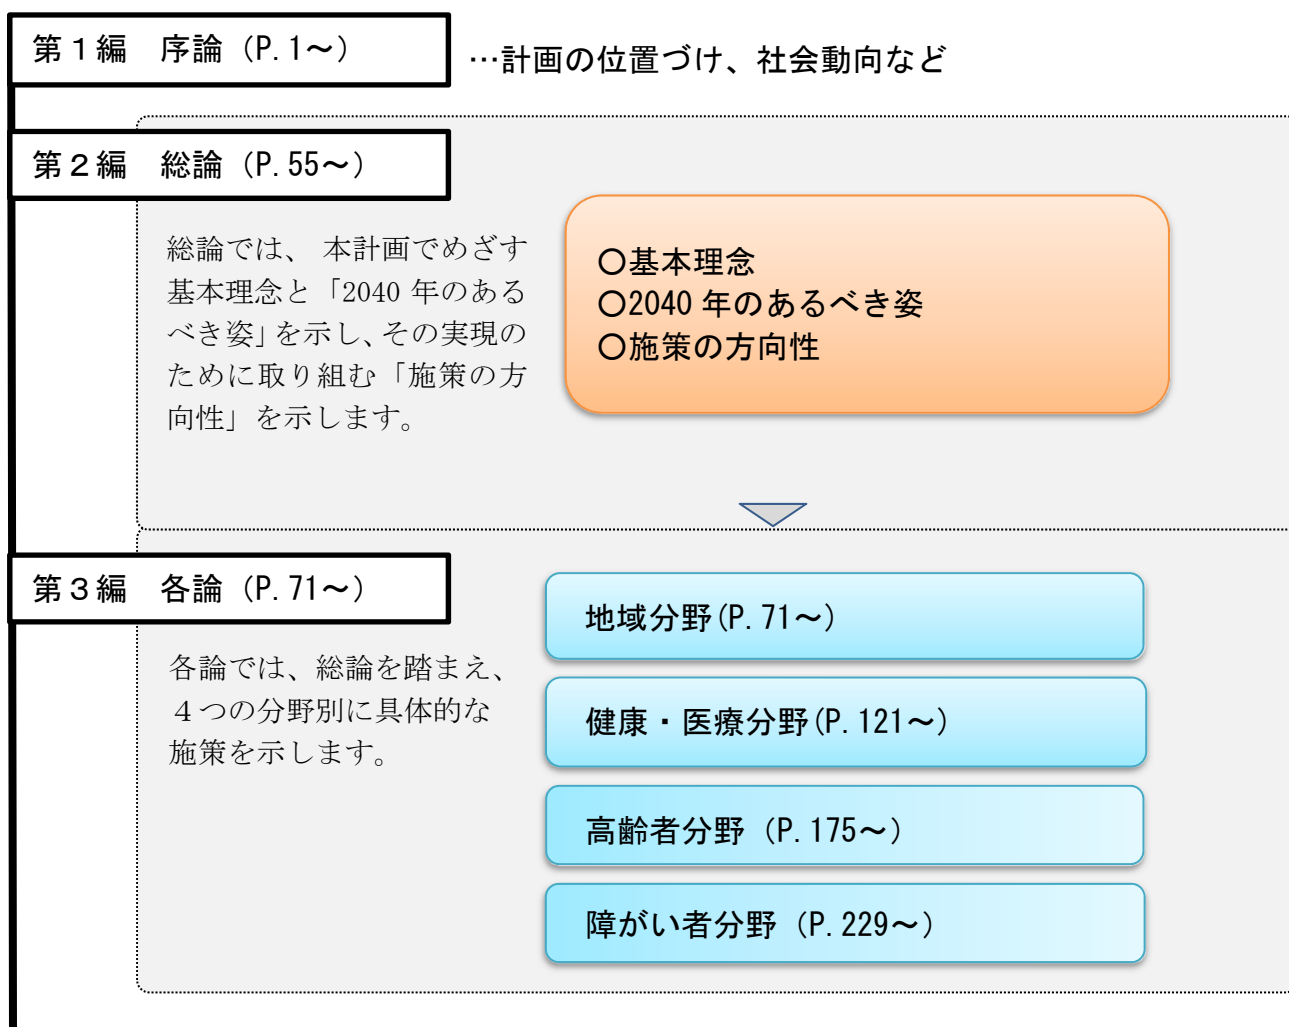 第１編　序論（P.1～）
…計画の位置づけ、社会動向など
第２編　総論（P.55～）
総論では、 本計画でめざす
基本理念と「2040 年のある
べき姿」を示し、その実現の
ために取り組む「施策の方
向性」を示します。
〇基本理念
〇2040 年のあるべき姿
〇施策の方向性
第３編　各論（P.71～）
各論では、総論を踏まえ、
４つの分野別に具体的な
施策を示します。
地域分野(P.71～)
健康・医療分野(P.121～)
高齢者分野（P.175～）
障がい者分野（P.229～）